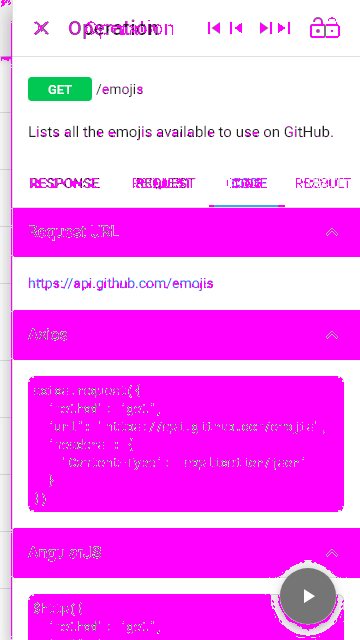 Operation
GET /emojis
Lists all the emojis available to use on GitHub.
RESPONSE REQUEST CODE RESULT
Request URL
https://api.github.com/emojis
Axios
axios.request({
"method": "get",
"url": "https://api.github.com/emojis",
"headers": {
"Content-Type": "application/json"
}
})
AngularJS
$http({
"method": "get",